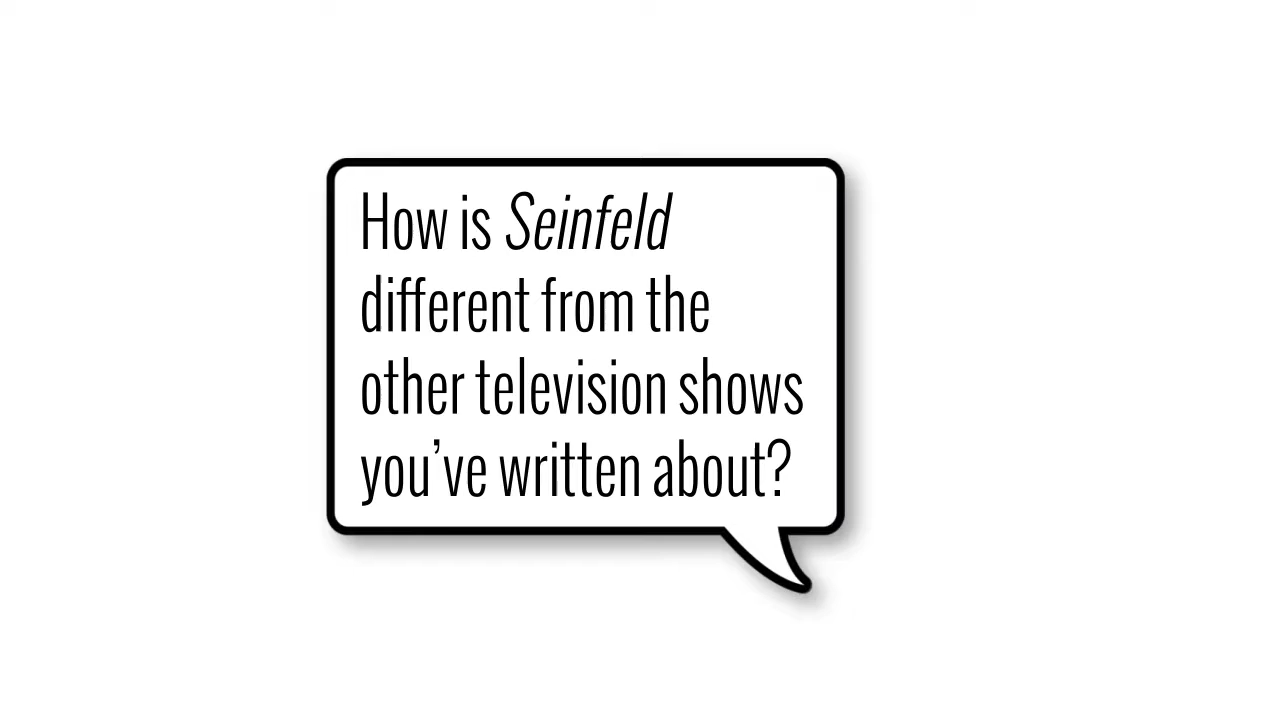 How is Seinfeld
different from the
other television shows
you’ve written about?